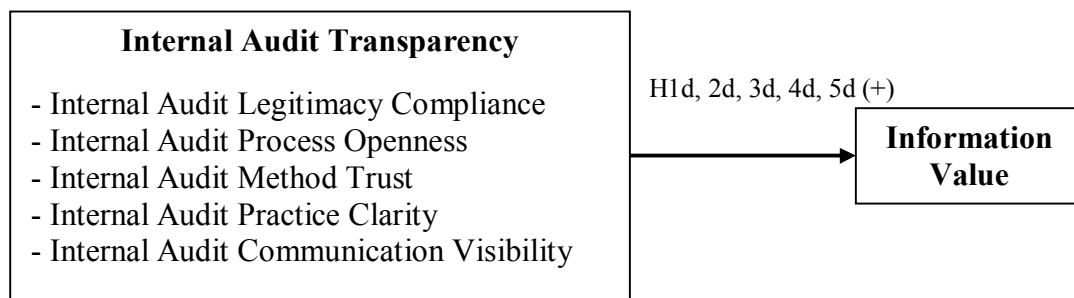 Internal Audit Transparency
- Internal Audit Legitimacy Compliance
- Internal Audit Process Openness
- Internal Audit Method Trust
- Internal Audit Practice Clarity
- Internal Audit Communication Visibility
H1d, 2d, 3d, 4d, 5d (+)
Information
Value